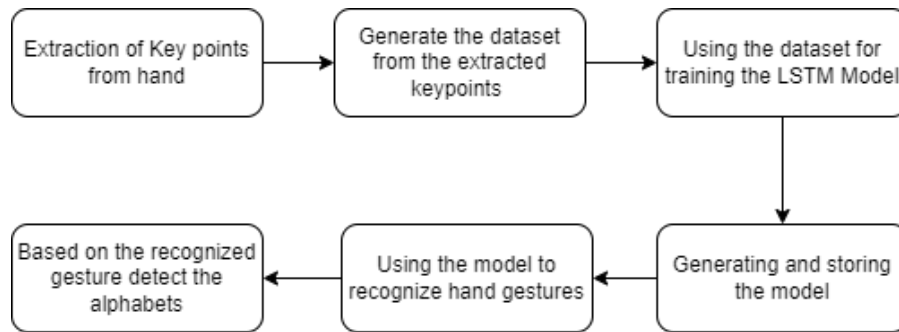 Extraction of Key points
from hand
Generate the dataset
from the extracted
keypoints
Using the dataset for
training the LSTM Model
Generating and storing
the model
Using the model to
recognize hand gestures
Based on the recognized
gesture detect the
alphabets